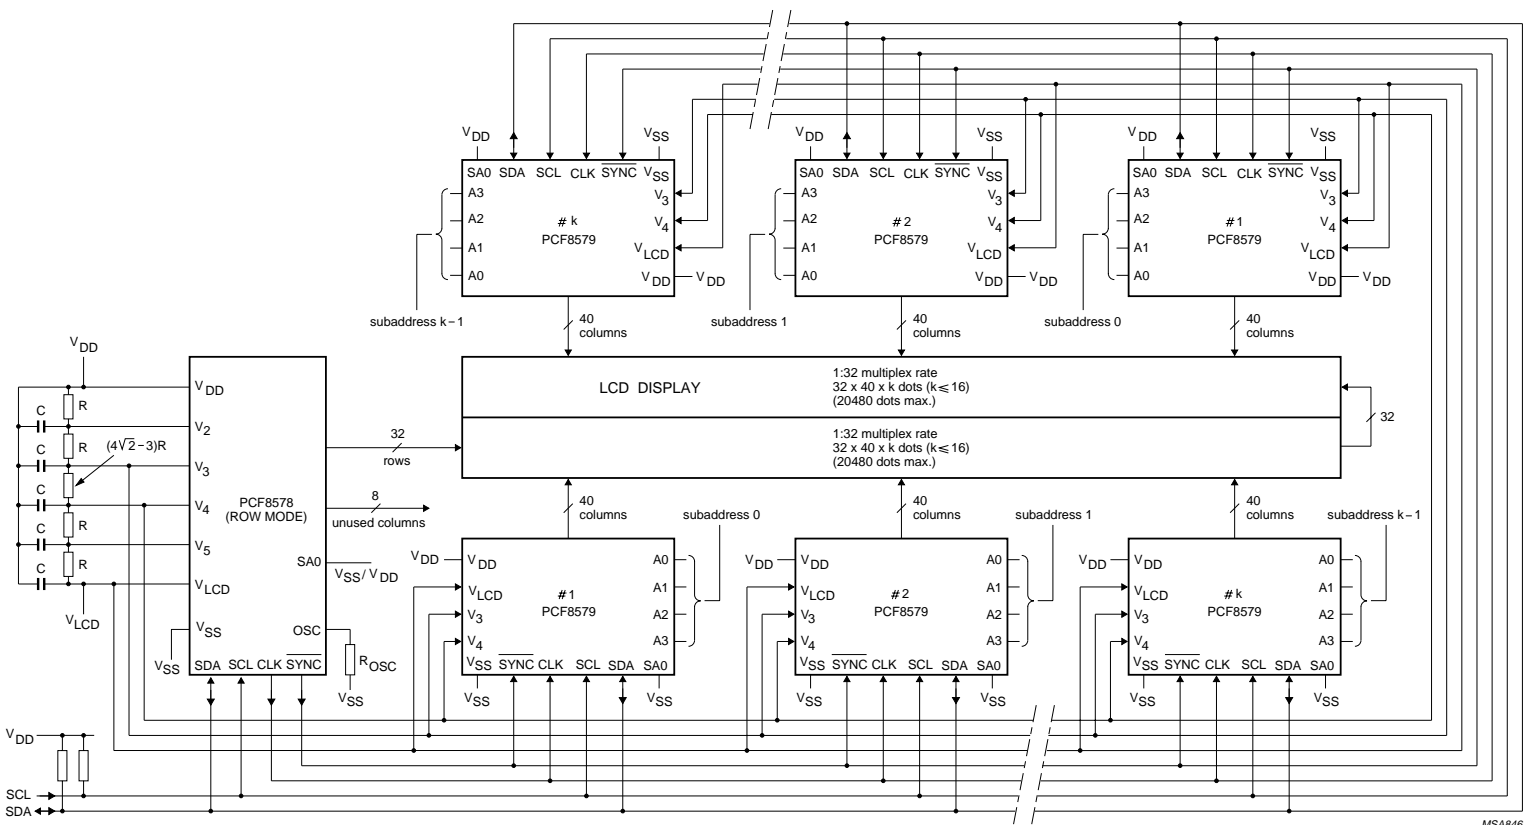 VDD VSS VDD VSS VDD VSS
SA0 SDA SCL CLK SYNC VSS
A3 V3
A2 # k V4
A1 PCF8579 VLCD
A0 VDD VDD
SA0 SDA SCL CLK SYNC VSS
A3 V3
A2 # 2 V4
A1 PCF8579 VLCD
A0 VDD VDD
SA0 SDA SCL CLK SYNC VSS
A3 V3
A2 # 1 V4
A1 PCF8579 VLCD
A0 VDD VDD
subaddress k−1
40
columns
subaddress 1
40
columns
subaddress 0
40
columns
VDD
R
C
R
(4√2−3)R
C
C
R
C
R
C
VLCD
VDD
V2
V3
V4
V5
VLCD
VSS
VSS
PCF8578
(ROW MODE)
SA0
VSS/VDD
OSC
ROSC
VSS
SDA SCL CLK SYNC
32
rows
8
unused columns
LCD DISPLAY
1:32 multiplex rate
32 x 40 x k dots (k ≤ 16)
(20480 dots max.)
1:32 multiplex rate
32 x 40 x k dots (k ≤ 16)
(20480 dots max.)
32
40
columns
subaddress 0
40
columns
subaddress 1
40
columns
subaddress k−1
VDD VDD A0
VLCD # 1 A1
V3 PCF8579 A2
V4 A3
VSS SYNC CLK SCL SDA SA0
VSS VSS
VDD VDD A0
VLCD # 2 A1
V3 PCF8579 A2
V4 A3
VSS SYNC CLK SCL SDA SA0
VSS VSS
VDD VDD A0
VLCD # k A1
V3 PCF8579 A2
V4 A3
VSS SYNC CLK SCL SDA SA0
VSS VSS
VDD
SCL
SDA
MSA846